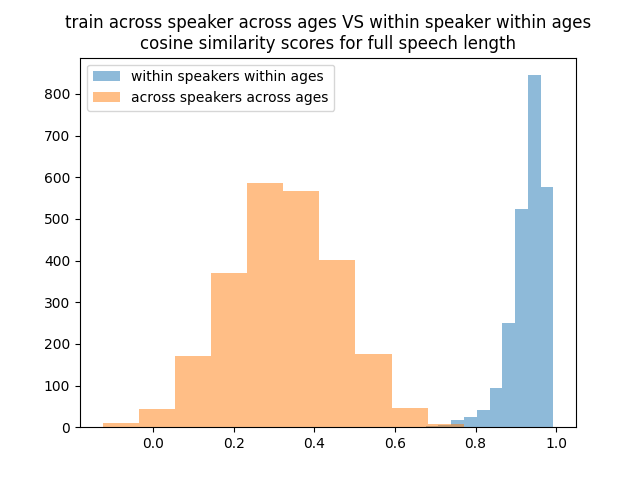 train across speaker across ages VS within speaker within ages
cosine similarity scores for full speech length
within speakers within ages
across speakers across ages
800
700
600
500
400
300
200
100
0
0.0 0.2 0.4 0.6 0.8 1.0